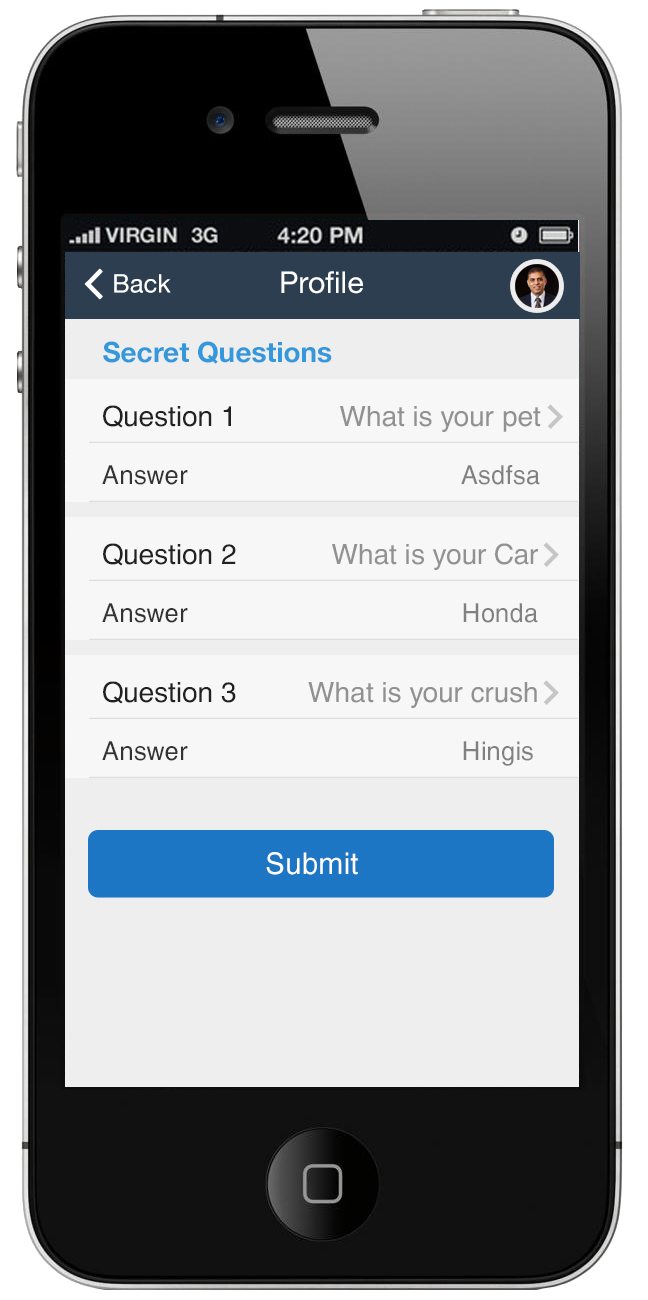 VIRGIN 3G 4:20 PM
Back Profile
Secret Questions
Question 1 What is your pet
Answer Asdfsa
Question 2 What is your Car
Answer Honda
Question 3 What is your crush
Answer Hingis
Submit